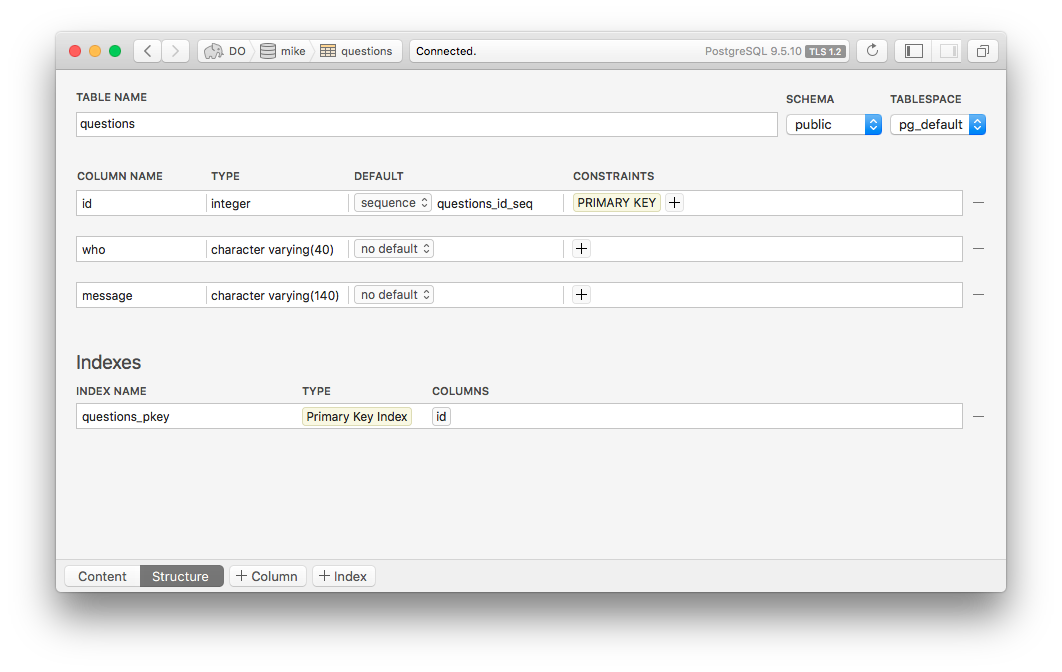 DO mike questions Connected. PostgreSQL 9.5.10 TLS 1.2
TABLE NAME SCHEMA TABLESPACE
questions public pg_default
COLUMN NAME TYPE DEFAULT CONSTRAINTS
id integer sequence questions_id_seq PRIMARY KEY
who character varying(40) no default
message character varying(140) no default
Indexes
INDEX NAME TYPE COLUMNS
questions_pkey Primary Key Index id
Content Structure + Column + Index